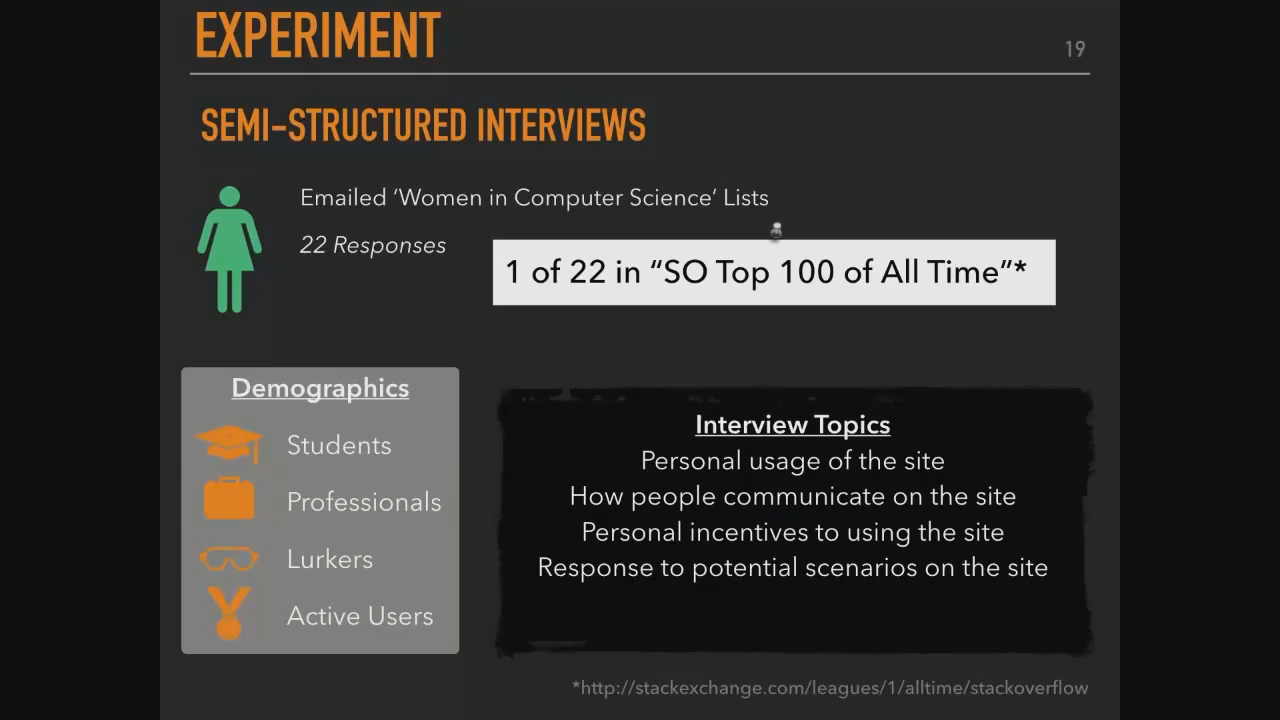 EXPERIMENT
19
SEMI-STRUCTURED INTERVIEWS
Emailed ‘Women in Computer Science’ Lists
22 Responses
1 of 22 in “SO Top 100 of All Time”*
Demographics
Students
Professionals
Lurkers
Active Users
Interview Topics
Personal usage of the site
How people communicate on the site
Personal incentives to using the site
Response to potential scenarios on the site
*http://stackexchange.com/leagues/1/alltime/stackoverflow